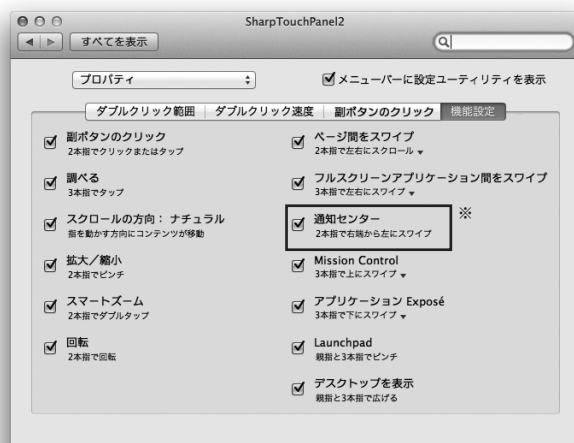 SharpTouchPanel2
すべてを表示
プロパティ
メニューバーに設定ユーティリティを表示
ダブルクリック範囲
ダブルクリック速度
副ボタンのクリック
機能設定
副ボタンのクリック
2本指でクリックまたはタップ
調べる
3本指でタップ
スクロールの方向： ナチュラル
指を動かす方向にコンテンツが移動
拡大／縮小
2本指でピンチ
スマートズーム
2本指でダブルタップ
回転
2本指で回転
ページ間をスワイプ
2本指で左右にスクロール
フルスクリーンアプリケーション間をスワイプ
3本指で左右にスワイプ
通知センター
2本指で右端から左にスワイプ
※
Mission Control
3本指で上にスワイプ
アプリケーション Exposé
3本指で下にスワイプ
Launchpad
親指と3本指でピンチ
デスクトップを表示
親指と3本指で広げる